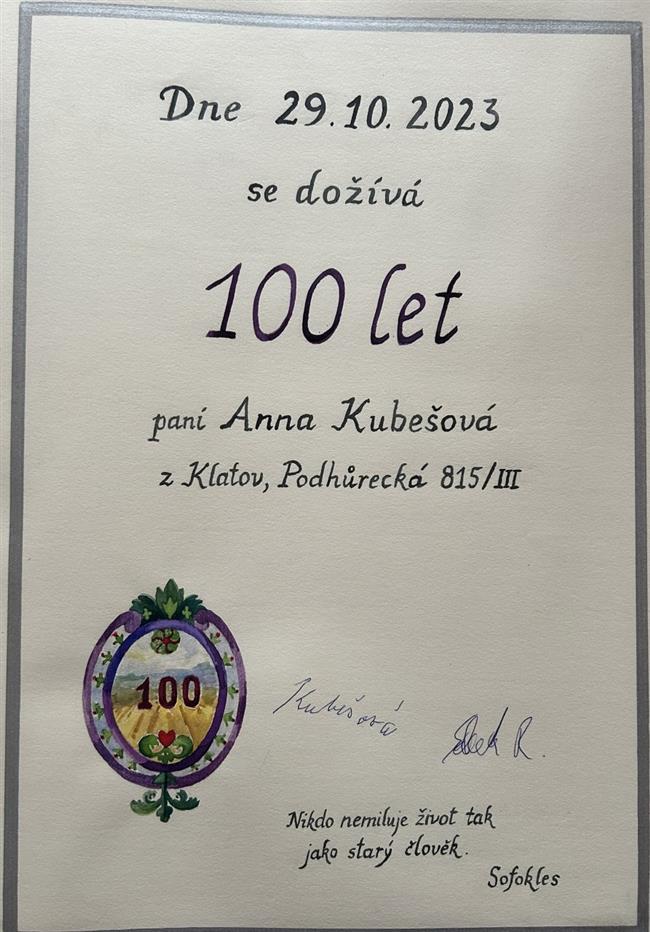 Dne 29.10.2023
se dožívá
100 let
paní Anna Kubešová
z Klatov, Podhůrecká 815/III
100
Kubešová
R.
Nikdo nemiluje život tak
jako starý člověk.
Sofokles